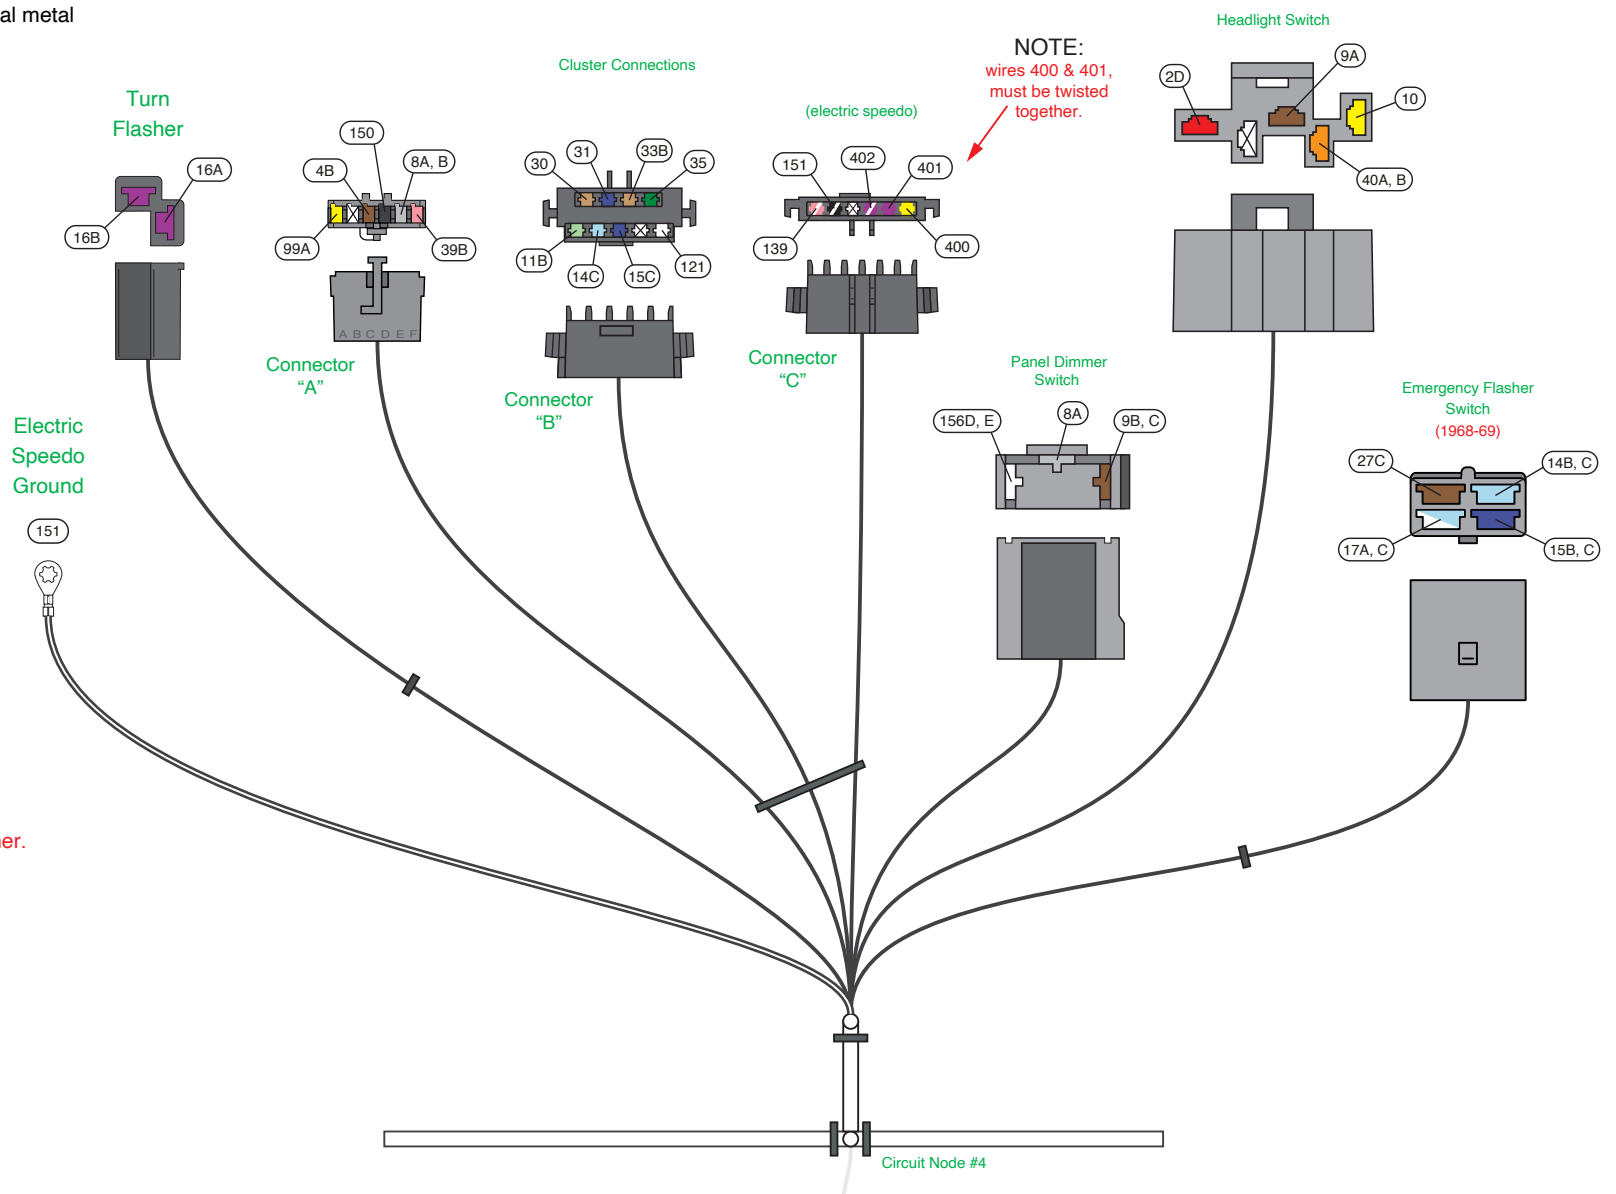 al metal
Headlight Switch
NOTE:
wires 400 & 401,
must be twisted
together.
Cluster Connections
(electric speedo)
Turn
Flasher
2D
9A
10
40A, B
16A
16B
150
4B
8A, B
99A
39B
30
31
33B
35
11B
14C
15C
121
151
402
401
139
400
A B C D E F
Connector
“A”
Connector
“B”
Connector
“C”
Panel Dimmer
Switch
156D, E
8A
9B, C
Emergency Flasher
Switch
(1968-69)
27C
14B, C
17A, C
15B, C
Electric
Speedo
Ground
151
er.
Circuit Node #4